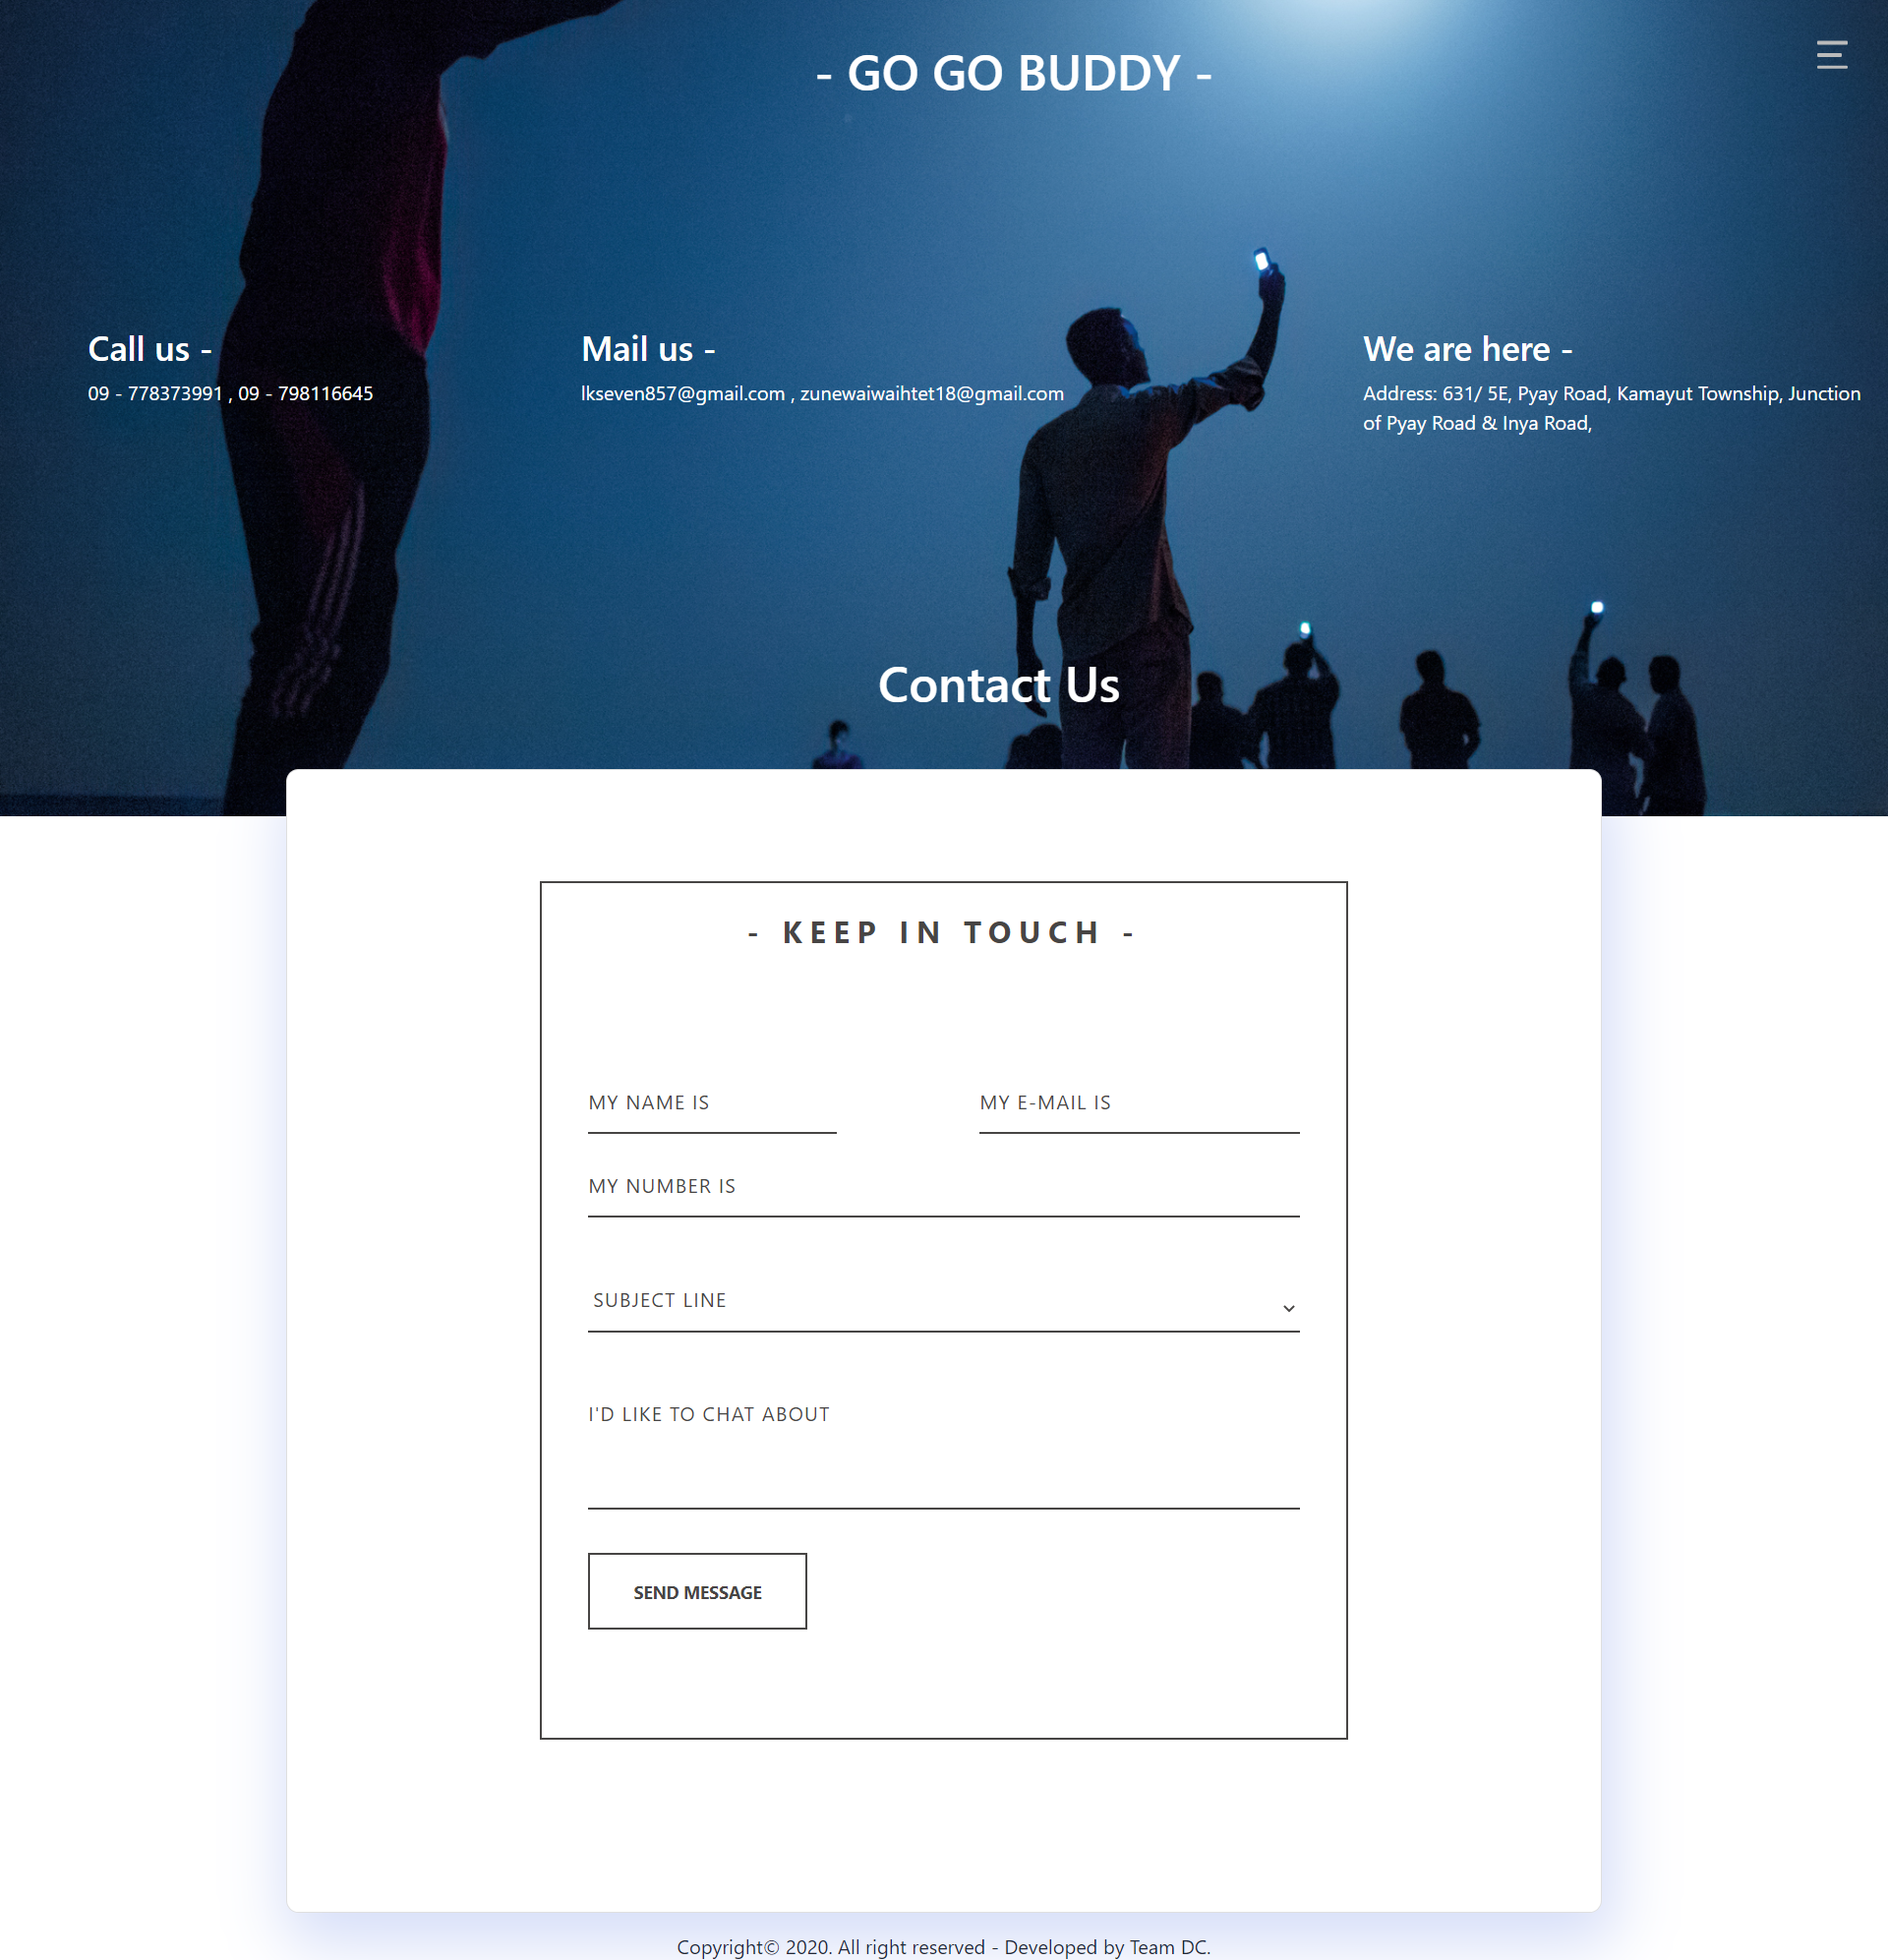 - GO GO BUDDY -
Call us -
09 - 778373991 , 09 - 798116645
Mail us -
lkseven857@gmail.com , zunewaiwaihtet18@gmail.com
We are here -
Address: 631/ 5E, Pyay Road, Kamayut Township, Junction
of Pyay Road & Inya Road,
Contact Us
- KEEP IN TOUCH -
MY NAME IS
MY E-MAIL IS
MY NUMBER IS
SUBJECT LINE
I'D LIKE TO CHAT ABOUT
SEND MESSAGE
Copyright© 2020. All right reserved - Developed by Team DC.